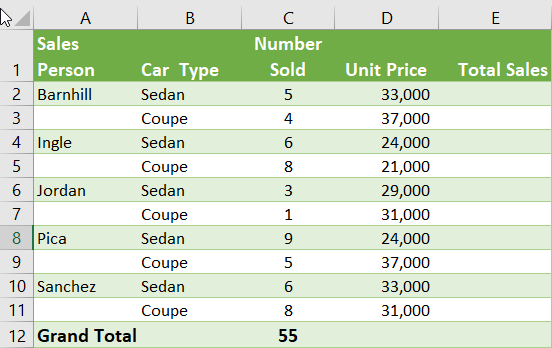 A B C D E
1 Sales Person Car Type Number Sold Unit Price Total Sales
2 Barnhill Sedan 5 33,000
3 Coupe 4 37,000
4 Ingle Sedan 6 24,000
5 Coupe 8 21,000
6 Jordan Sedan 3 29,000
7 Coupe 1 31,000
8 Pica Sedan 9 24,000
9 Coupe 5 37,000
10 Sanchez Sedan 6 33,000
11 Coupe 8 31,000
12 Grand Total 55